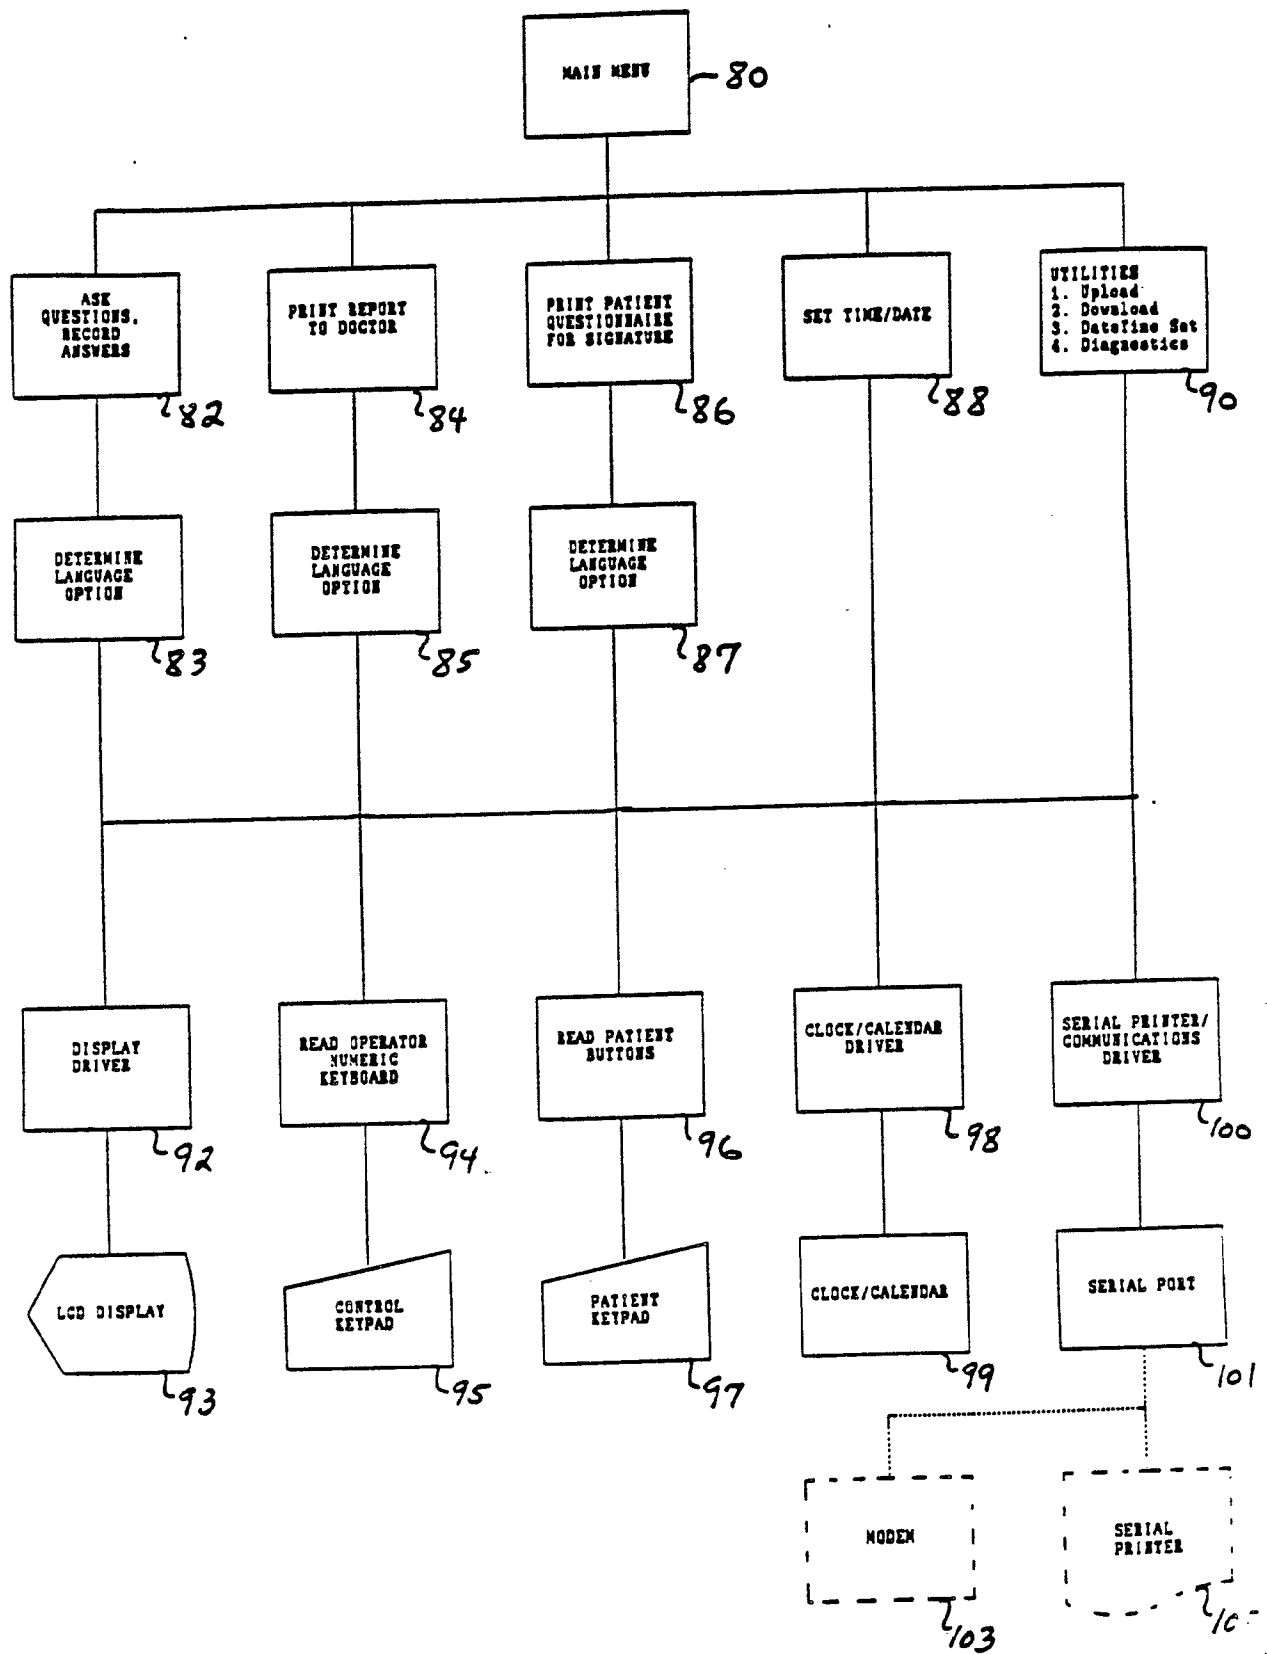 MAIN MENU
80
ASK
QUESTIONS,
RECORD
ANSWERS
82
PRINT REPORT
TO DOCTOR
84
PRINT PATIENT
QUESTIONNAIRE
FOR SIGNATURE
86
SET TIME/DATE
88
UTILITIES
1. Upload
2. Download
3. DateTime Set
4. Diagnostics
90
DETERMINE
LANGUAGE
OPTION
83
DETERMINE
LANGUAGE
OPTION
85
DETERMINE
LANGUAGE
OPTION
87
DISPLAY
DRIVER
92
READ OPERATOR
NUMERIC
KEYBOARD
94
READ PATIENT
BUTTONS
96
CLOCK/CALENDAR
DRIVER
98
SERIAL PRINTER/
COMMUNICATIONS
DRIVER
100
LCD DISPLAY
93
CONTROL
KEYPAD
95
PATIENT
KEYPAD
97
CLOCK/CALENDAR
99
SERIAL PORT
101
MODEM
103
SERIAL
PRINTER